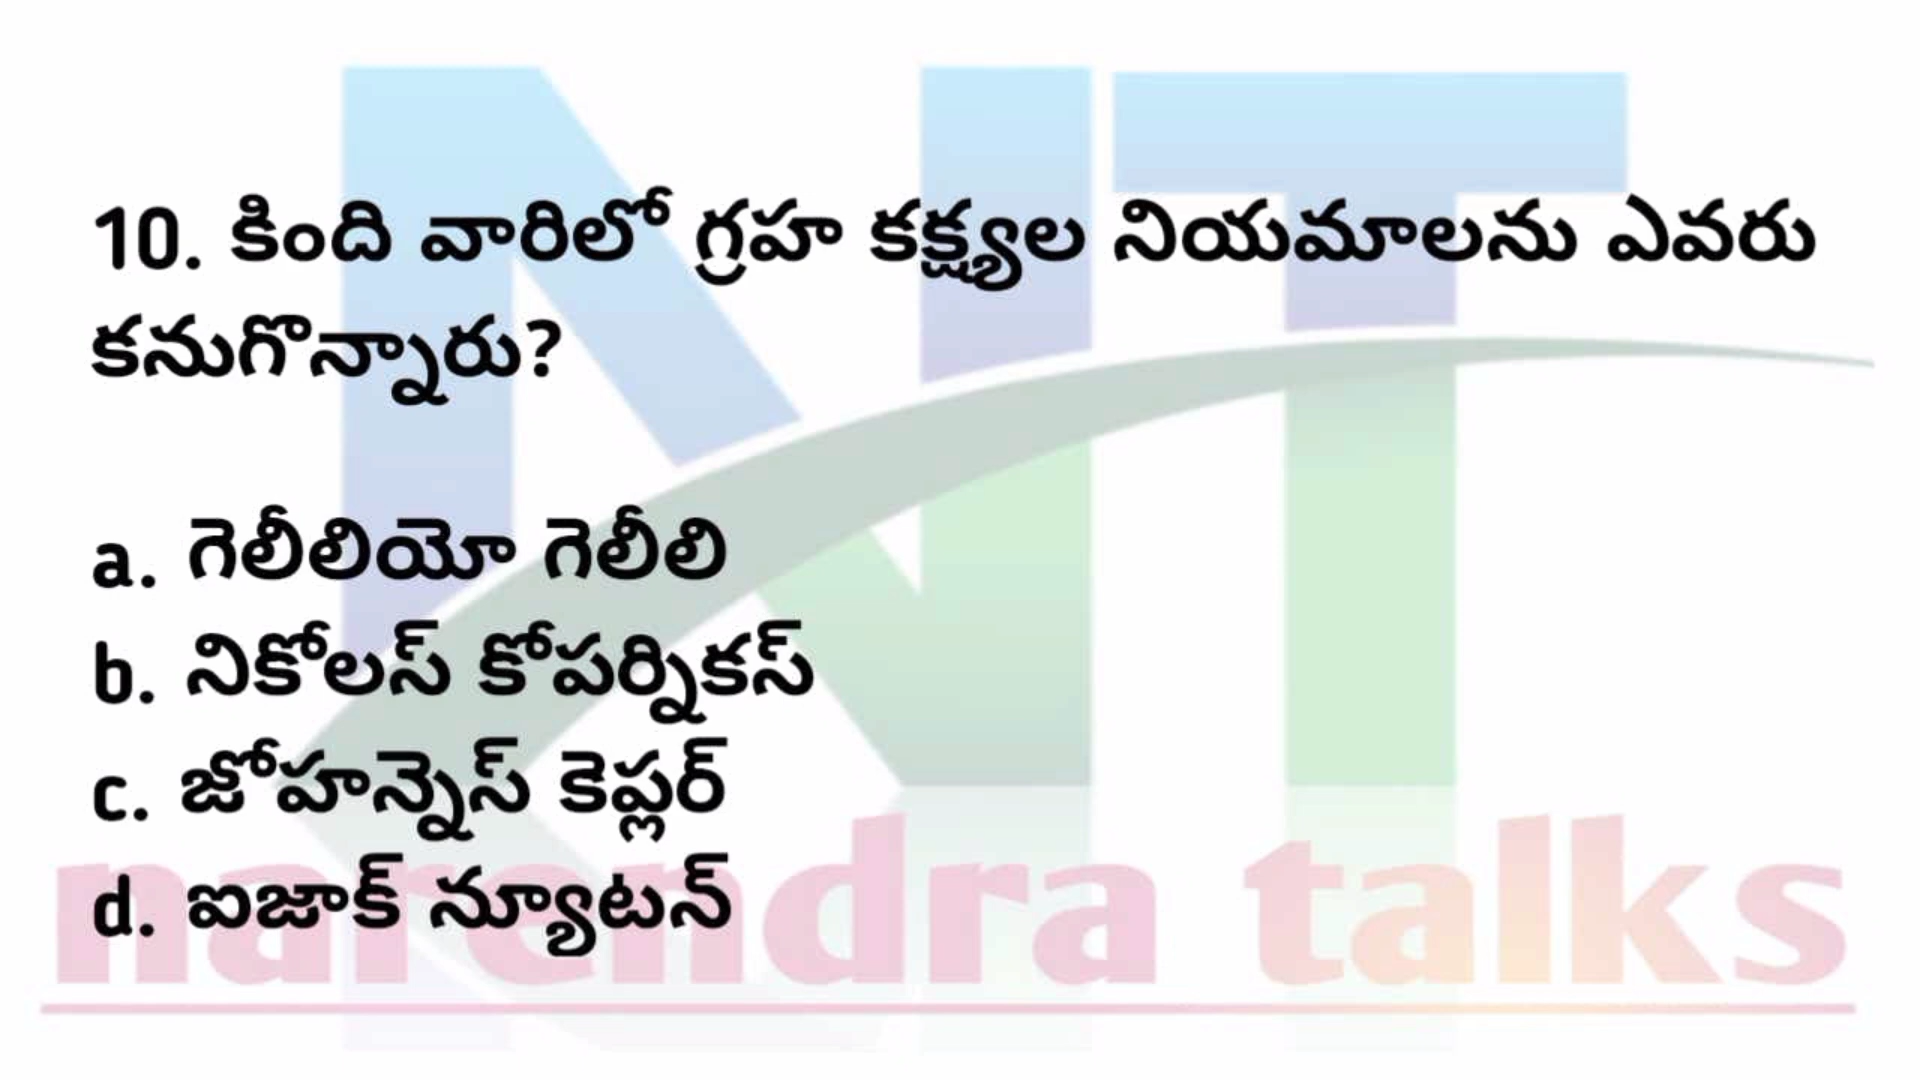 10. కింది వారిలో గ్రహ కక్ష్యల నియమాలను ఎవరు
కనుగొన్నారు?
a. గెలీలియో గెలీలి
b. నికోలస్ కోపర్నికస్
c. జోహన్నెస్ కెప్లర్
d. ఐజాక్ న్యూటన్
NT
narendra talks